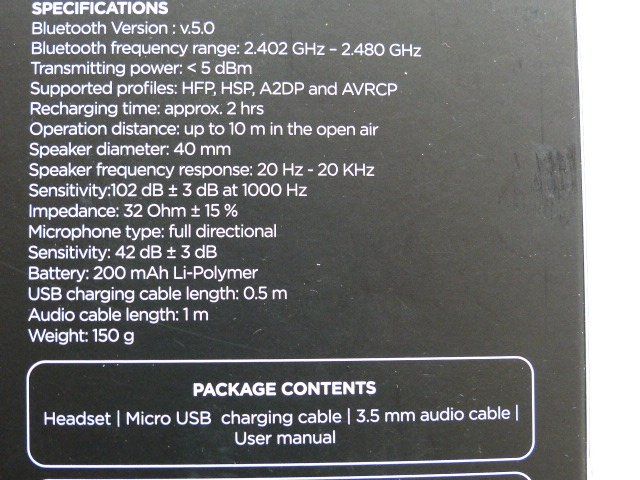 SPECIFICATIONS
Bluetooth Version : v.5.0
Bluetooth frequency range: 2.402 GHz – 2.480 GHz
Transmitting power: < 5 dBm
Supported profiles: HFP, HSP, A2DP and AVRCP
Recharging time: approx. 2 hrs
Operation distance: up to 10 m in the open air
Speaker diameter: 40 mm
Speaker frequency response: 20 Hz - 20 KHz
Sensitivity:102 dB ± 3 dB at 1000 Hz
Impedance: 32 Ohm ± 15 %
Microphone type: full directional
Sensitivity: 42 dB ± 3 dB
Battery: 200 mAh Li-Polymer
USB charging cable length: 0.5 m
Audio cable length: 1 m
Weight: 150 g
PACKAGE CONTENTS
Headset | Micro USB charging cable | 3.5 mm audio cable |
User manual